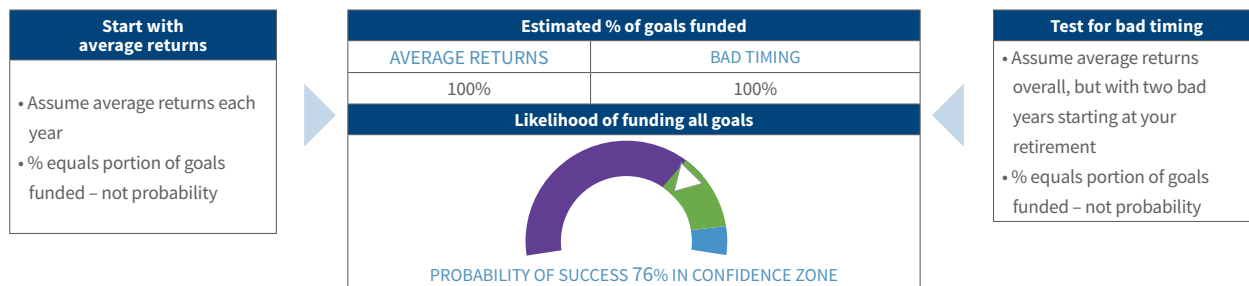 Start with
average returns
• Assume average returns each
year
• % equals portion of goals
funded – not probability
Estimated % of goals funded
AVERAGE RETURNS
BAD TIMING
100%
100%
Likelihood of funding all goals
PROBABILITY OF SUCCESS 76% IN CONFIDENCE ZONE
Test for bad timing
• Assume average returns
overall, but with two bad
years starting at your
retirement
• % equals portion of goals
funded – not probability